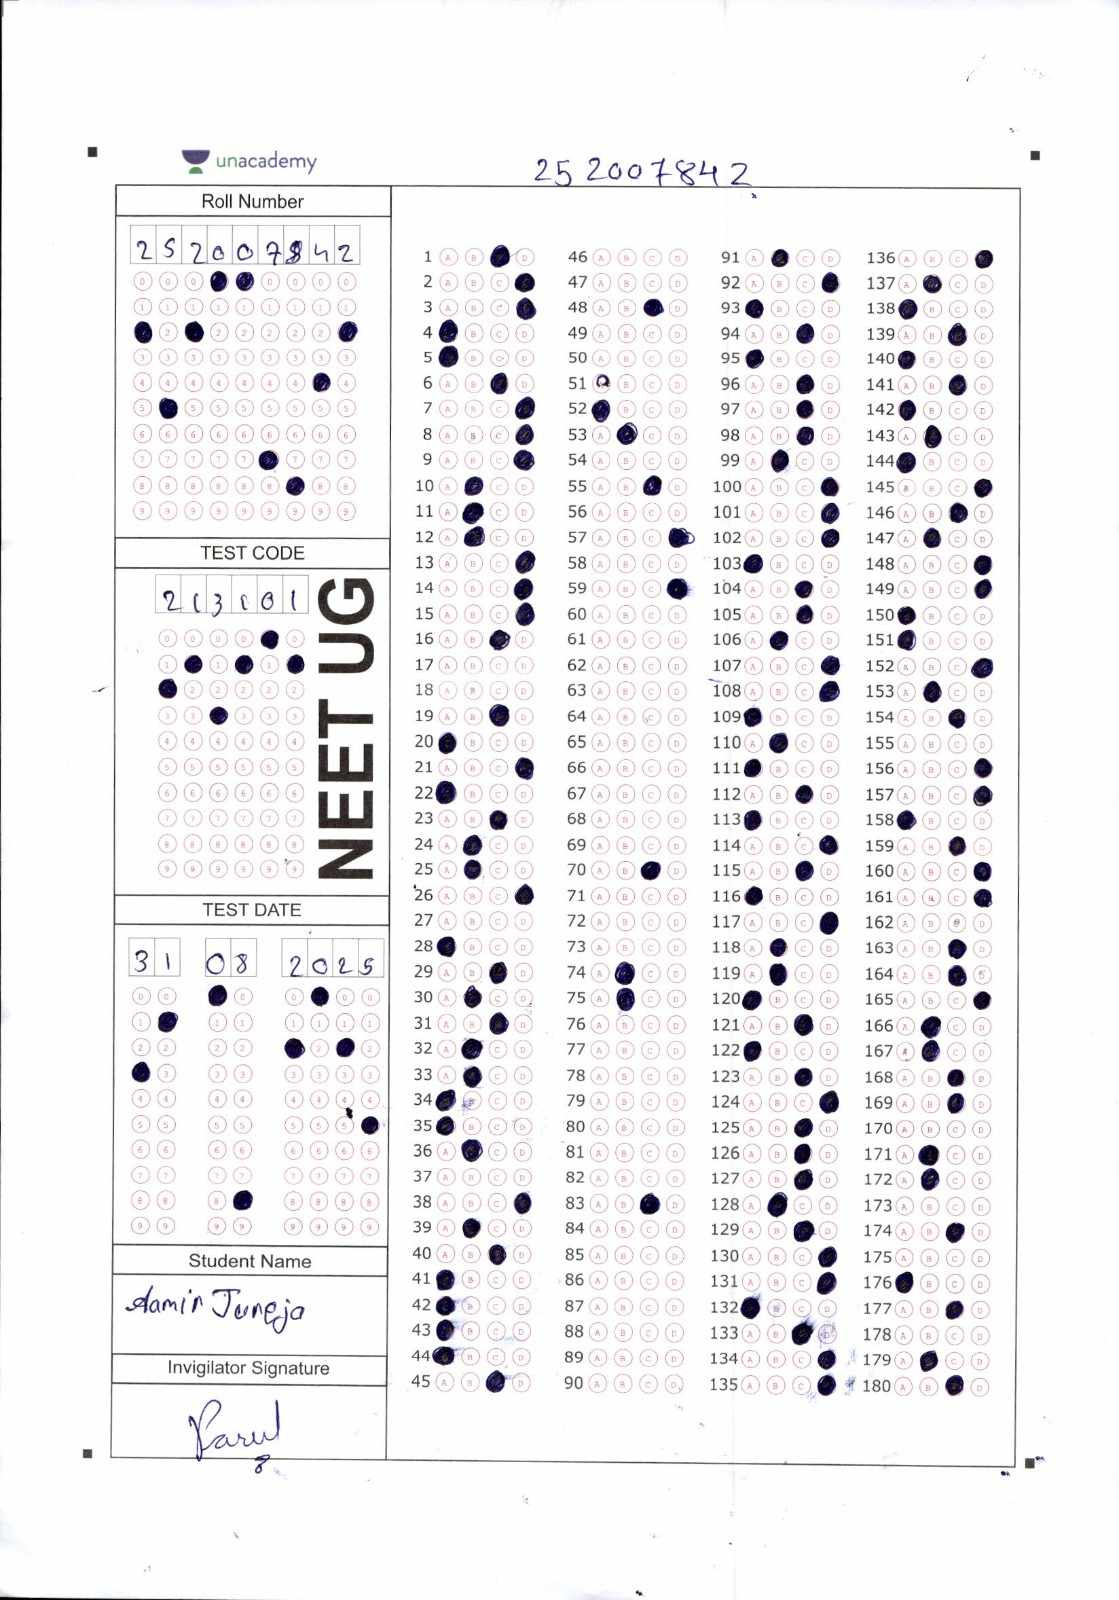 unacademy
25 2007842
Roll Number
2 5 2 0 0 7 8 4 2
TEST CODE
2 1 3 1 0 1
NEET UG
TEST DATE
3 1 0 8 2 0 2 5
Student Name
Aamir Juneja
Invigilator Signature
Parul
1 46 91 136
2 47 92 137
3 48 93 138
4 49 94 139
5 50 95 140
6 51 96 141
7 52 97 142
8 53 98 143
9 54 99 144
10 55 100 145
11 56 101 146
12 57 102 147
13 58 103 148
14 59 104 149
15 60 105 150
16 61 106 151
17 62 107 152
18 63 108 153
19 64 109 154
20 65 110 155
21 66 111 156
22 67 112 157
23 68 113 158
24 69 114 159
25 70 115 160
26 71 116 161
27 72 117 162
28 73 118 163
29 74 119 164
30 75 120 165
31 76 121 166
32 77 122 167
33 78 123 168
34 79 124 169
35 80 125 170
36 81 126 171
37 82 127 172
38 83 128 173
39 84 129 174
40 85 130 175
41 86 131 176
42 87 132 177
43 88 133 178
44 89 134 179
45 90 135 180